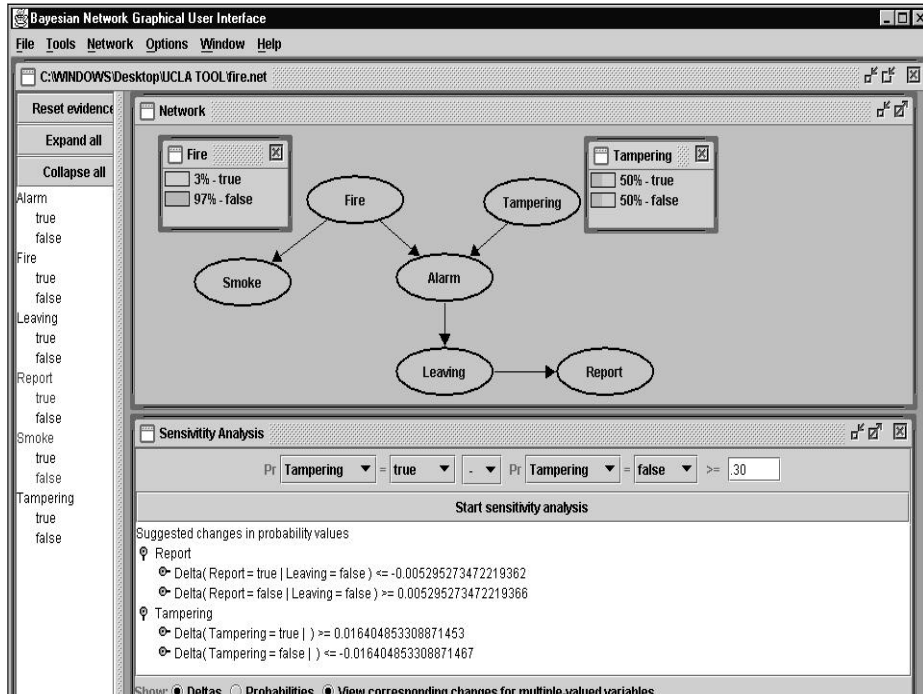 Bayesian Network Graphical User Interface
File Tools Network Options Window Help
C:\WINDOWS\Desktop\UCLA TOOL\fire.net
Reset evidence
Expand all
Collapse all
Alarm
true
false
Fire
true
false
Leaving
true
false
Report
true
false
Smoke
true
false
Tampering
true
false
Network
Fire
3% - true
97% - false
Tampering
50% - true
50% - false
Fire
Tampering
Smoke
Alarm
Leaving
Report
Sensivitity Analysis
Pr Tampering = true - Pr Tampering = false >= .30
Start sensitivity analysis
Suggested changes in probability values
Report
Delta( Report = true | Leaving = false ) <= -0.005295273472219362
Delta( Report = false | Leaving = false ) >= 0.005295273472219366
Tampering
Delta( Tampering = true | ) >= 0.016404853308871453
Delta( Tampering = false | ) <= -0.016404853308871467
Show: Deltas Probabilities View corresponding changes for multiple-valued variables